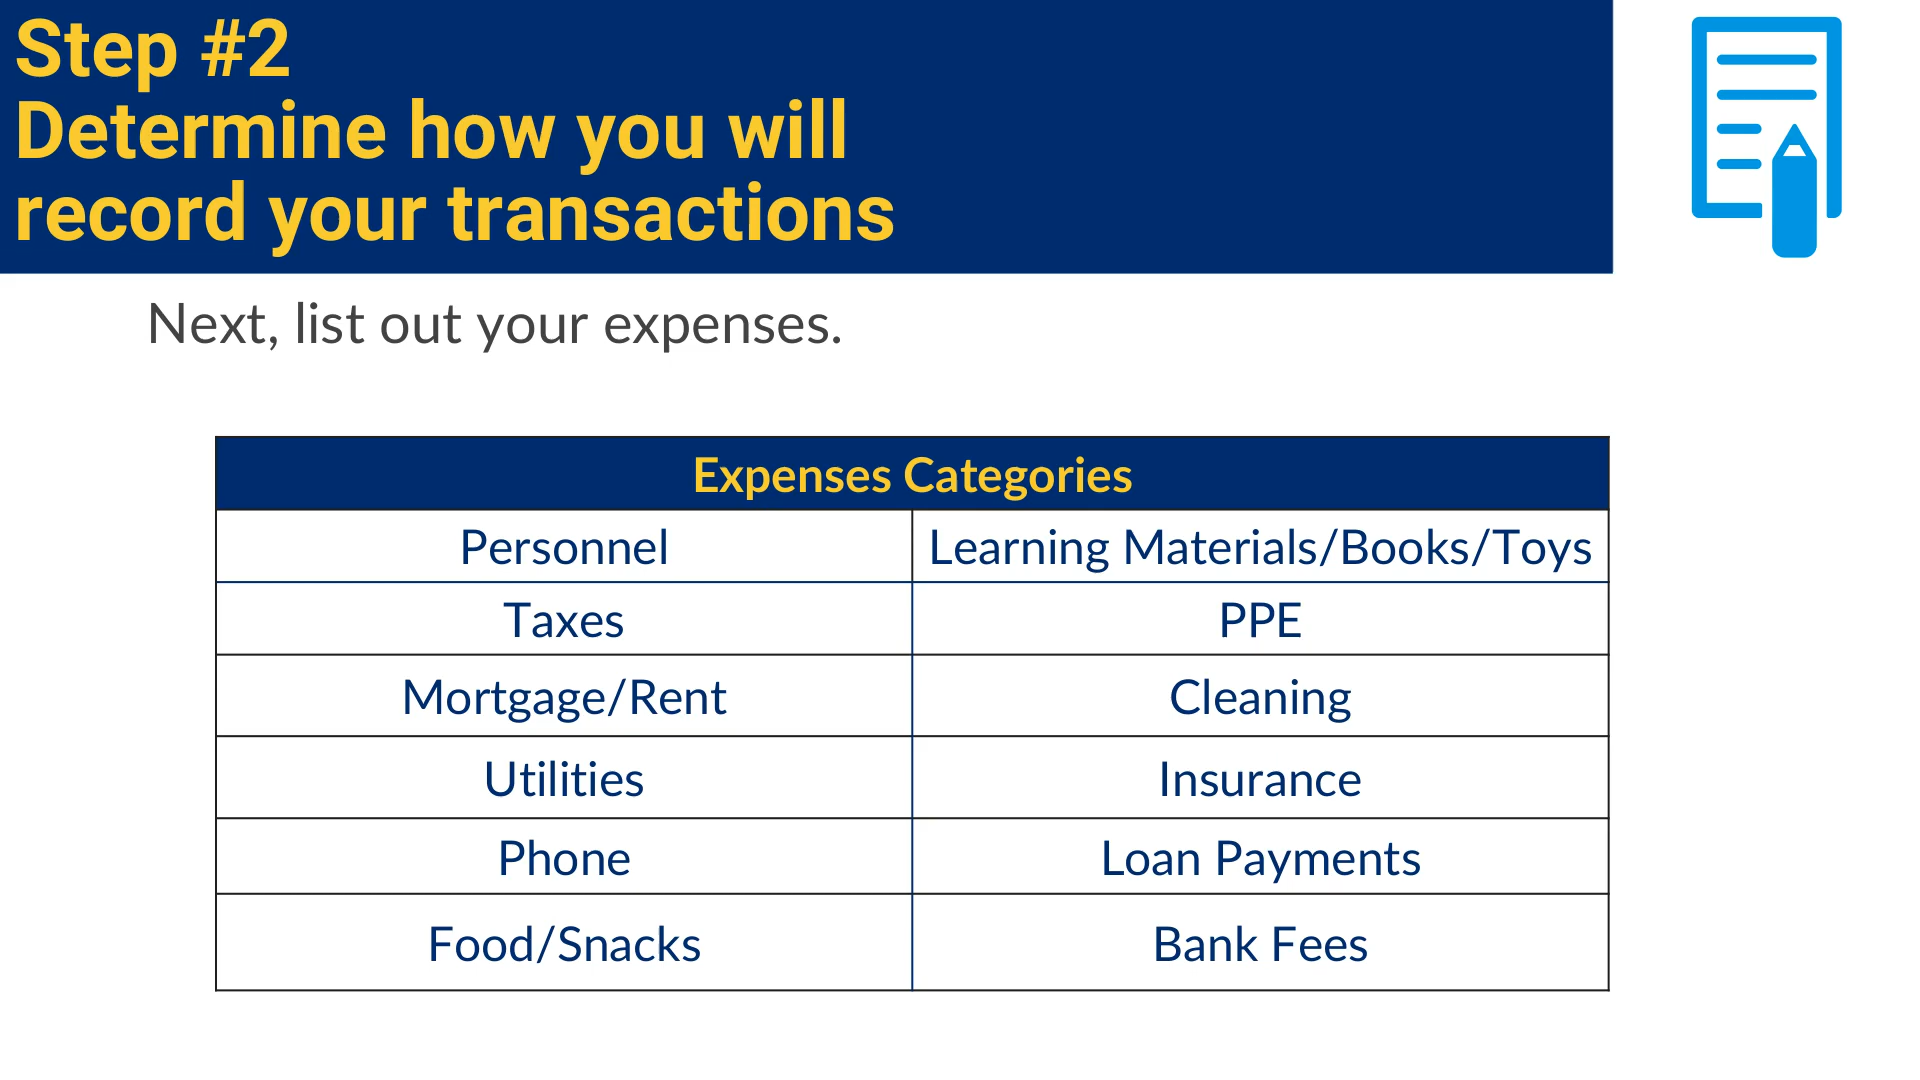 Step #2
Determine how you will
record your transactions
Next, list out your expenses.
Expenses Categories
Personnel
Learning Materials/Books/Toys
Taxes
PPE
Mortgage/Rent
Cleaning
Utilities
Insurance
Phone
Loan Payments
Food/Snacks
Bank Fees